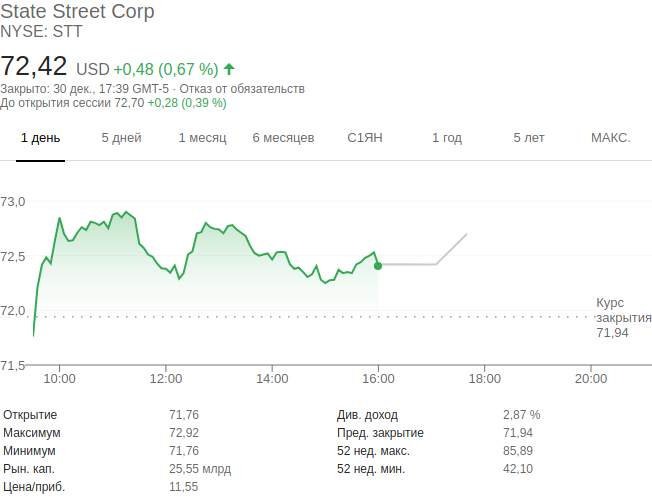 State Street Corp
NYSE: STT
72,42 USD +0,48 (0,67 %)
Закрыто: 30 дек., 17:39 GMT-5 · Отказ от обязательств
До открытия сессии 72,70 +0,28 (0,39 %)
1 день 5 дней 1 месяц 6 месяцев С1ЯН 1 год 5 лет МАКС.
73,0
72,5
72,0
71,5
Курс
закрытия
71,94
10:00 12:00 14:00 16:00 18:00 20:00
Открытие 71,76
Максимум 72,92
Минимум 71,76
Рын. кап. 25,55 млрд
Цена/приб. 11,55
Див. доход 2,87 %
Пред. закрытие 71,94
52 нед. макс. 85,89
52 нед. мин. 42,10